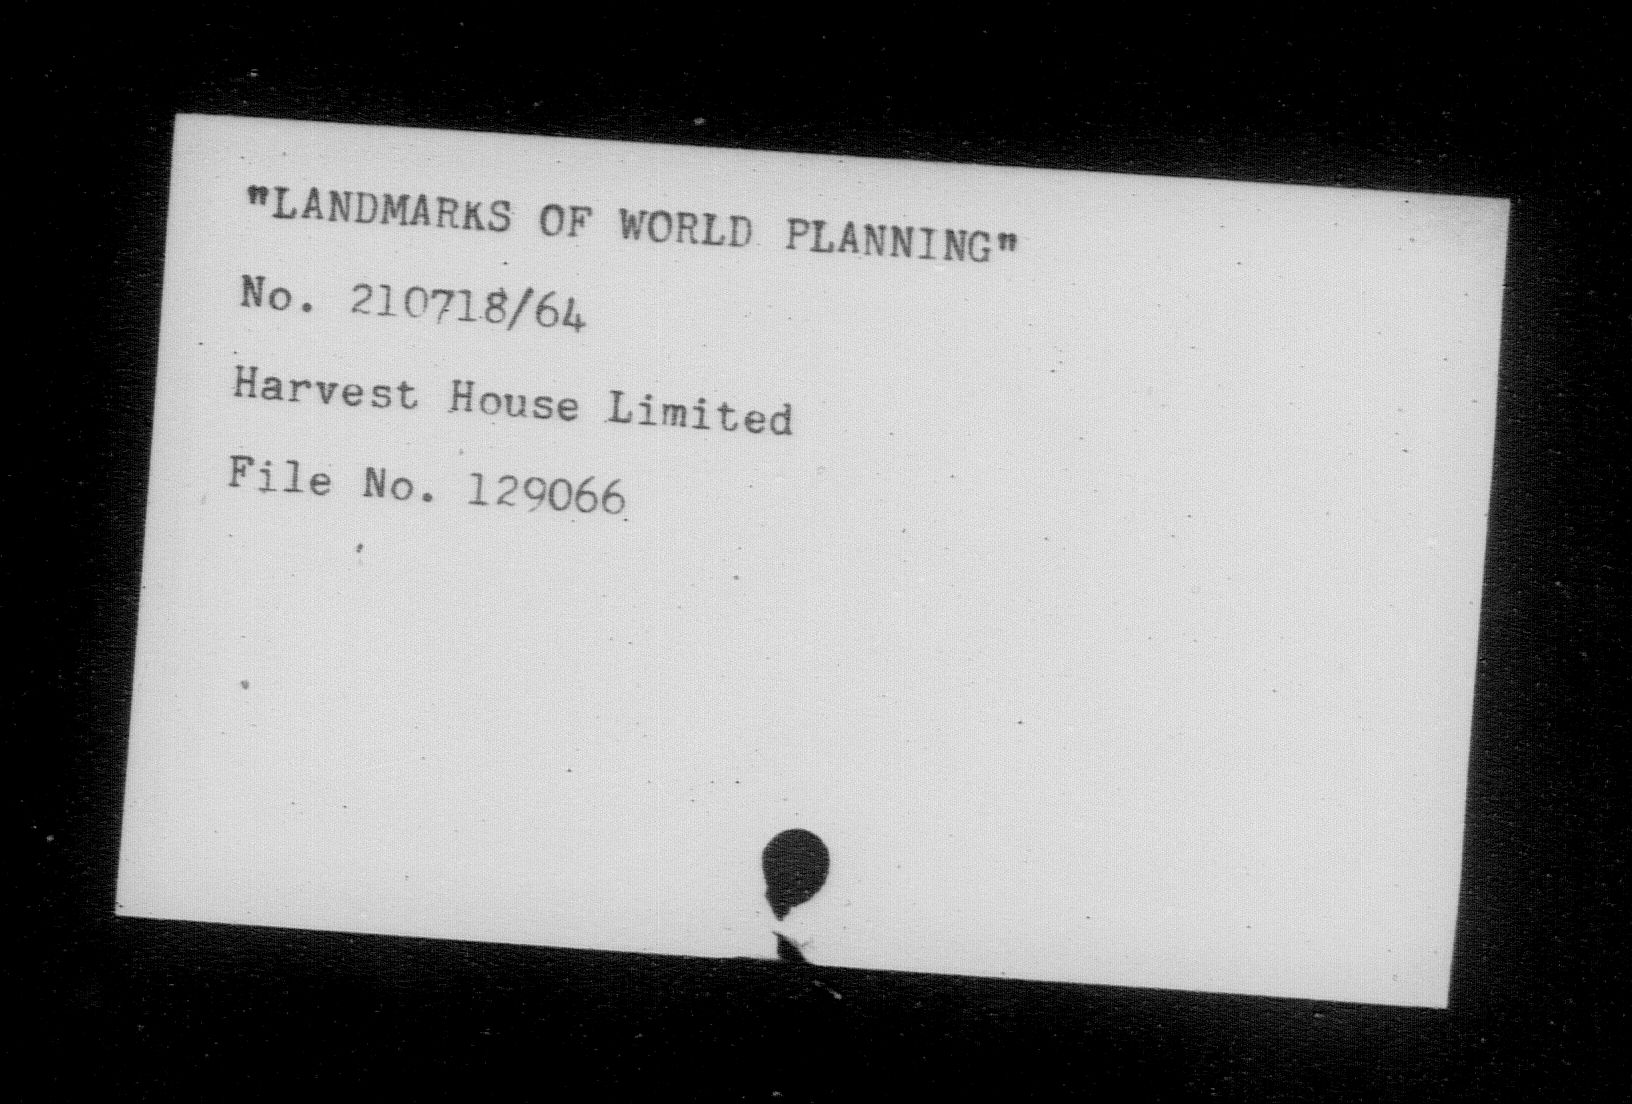 "LANDMARKS OF WORLD PLANNING"
No. 210718/64
Harvest House Limited
File No. 129066